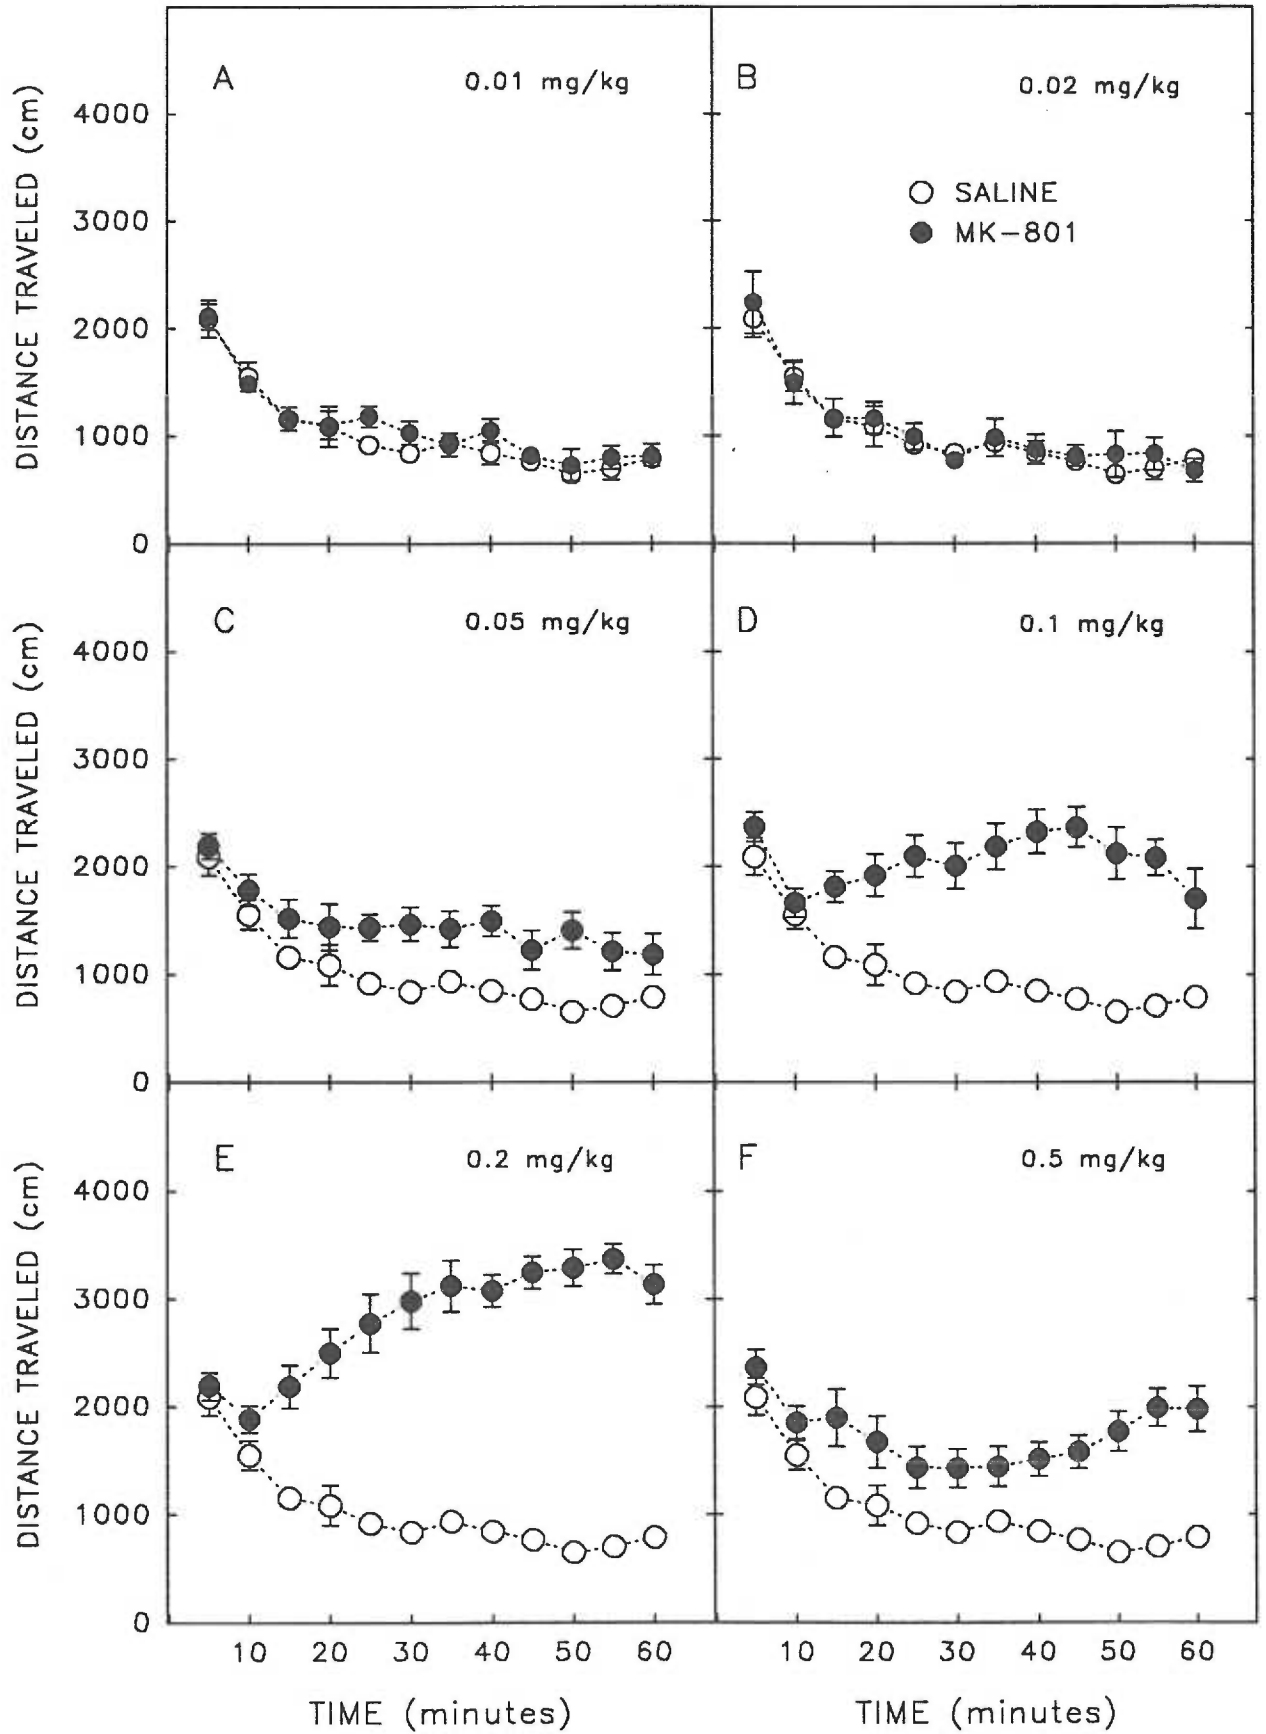 A 0.01 mg/kg
B 0.02 mg/kg
DISTANCE TRAVELED (cm)
4000
3000
2000
1000
0
SALINE
MK-801
C 0.05 mg/kg
D 0.1 mg/kg
DISTANCE TRAVELED (cm)
4000
3000
2000
1000
0
E 0.2 mg/kg
F 0.5 mg/kg
DISTANCE TRAVELED (cm)
4000
3000
2000
1000
0
10 20 30 40 50 60
10 20 30 40 50 60
TIME (minutes)
TIME (minutes)